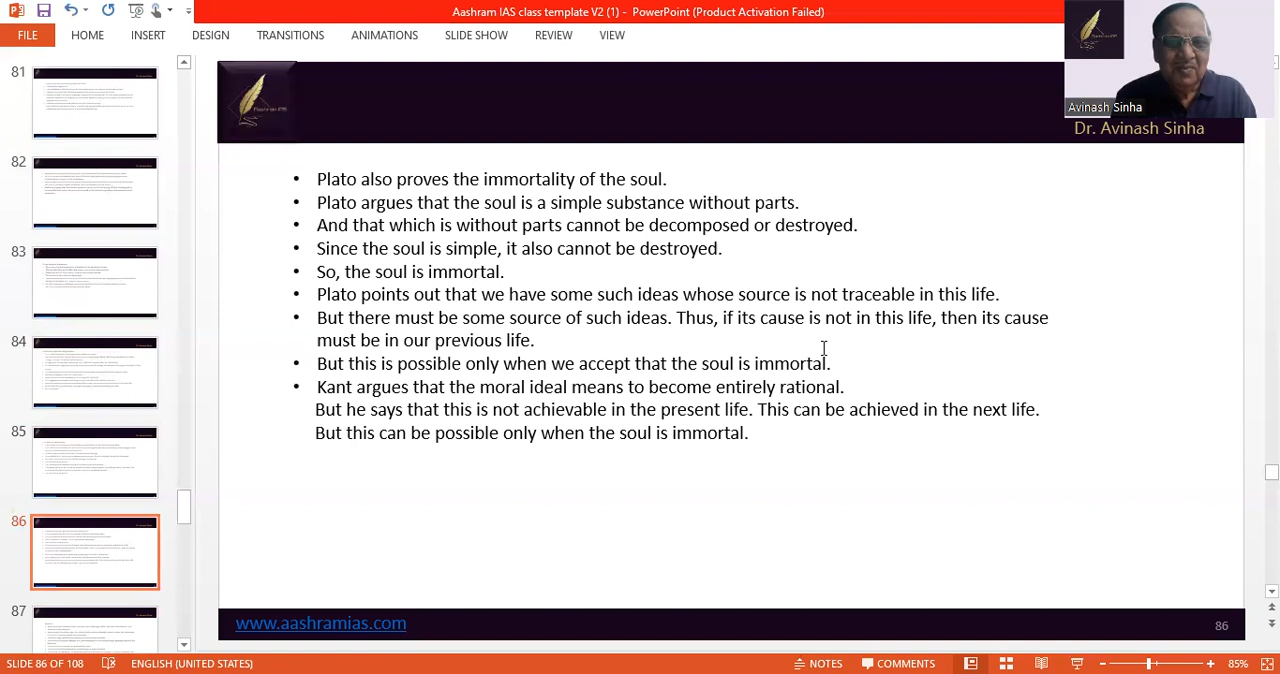 Aashram IAS class template V2 (1) - PowerPoint (Product Activation Failed)
FILE HOME INSERT DESIGN TRANSITIONS ANIMATIONS SLIDE SHOW REVIEW VIEW
Avinash Sinha
Dr. Avinash Sinha
81
82
83
84
85
86
87
• Plato also proves the immortality of the soul.
• Plato argues that the soul is a simple substance without parts.
• And that which is without parts cannot be decomposed or destroyed.
• Since the soul is simple, it also cannot be destroyed.
• So, the soul is immortal.
• Plato points out that we have some such ideas whose source is not traceable in this life.
• But there must be some source of such ideas. Thus, if its cause is not in this life, then its cause
must be in our previous life.
• But this is possible only when we accept that the soul is immortal.
• Kant argues that the moral ideal means to become entirely rational.
But he says that this is not achievable in the present life. This can be achieved in the next life.
But this can be possible only when the soul is immortal.
www.aashramias.com
86
SLIDE 86 OF 108 ENGLISH (UNITED STATES) NOTES COMMENTS 85%